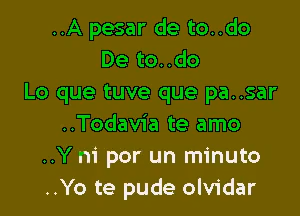 ..A pesar de to..do
De to..do
Lo que tuve que pa..sar
..Todavia te amo
..Y ni por un minuto
..Yo te pude olvidar